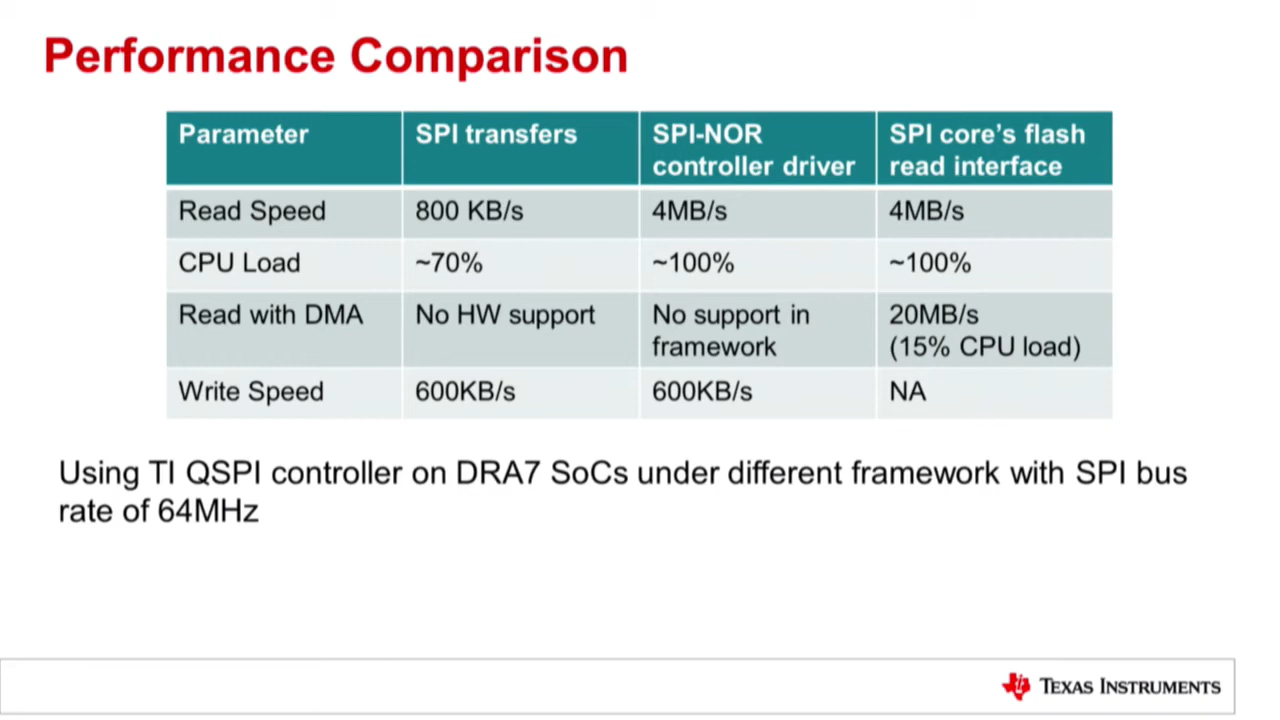 Performance Comparison
Parameter
SPI transfers
SPI-NOR
controller driver
SPI core's flash
read interface
Read Speed
800 KB/s
4MB/s
4MB/s
CPU Load
~70%
~100%
~100%
Read with DMA
No HW support
No support in
framework
20MB/s
(15% CPU load)
Write Speed
600KB/s
600KB/s
NA
Using TI QSPI controller on DRA7 SoCs under different framework with SPI bus
rate of 64MHz
TEXAS INSTRUMENTS